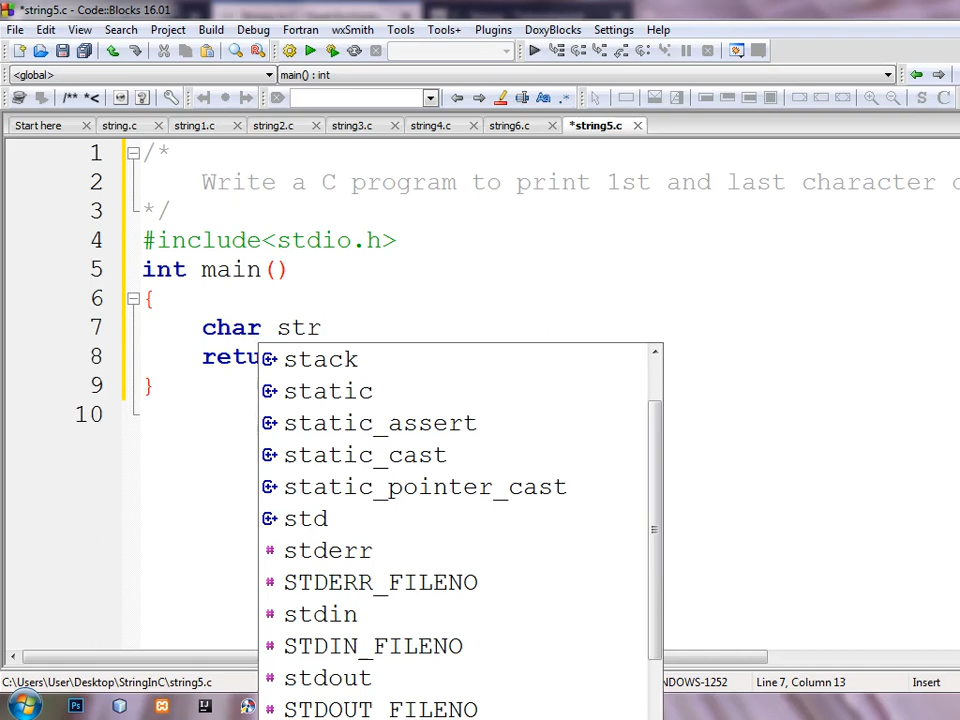 *string5.c - Code::Blocks 16.01
File Edit View Search Project Build Debug Fortran wxSmith Tools Tools+ Plugins DoxyBlocks Settings Help
<global> main() : int
/** *<
Start here string.c string1.c string2.c string3.c string4.c string6.c *string5.c
1 /*
2 Write a C program to print 1st and last character
3 */
4 #include<stdio.h>
5 int main()
6 {
7 char str
8 retu
stack
9 }
static
10
static_assert
static_cast
static_pointer_cast
std
stderr
STDERR_FILENO
stdin
STDIN_FILENO
stdout
STDOUT_FILENO
C:\Users\User\Desktop\StringInC\string5.c NDOWS-1252 Line 7, Column 13 Insert